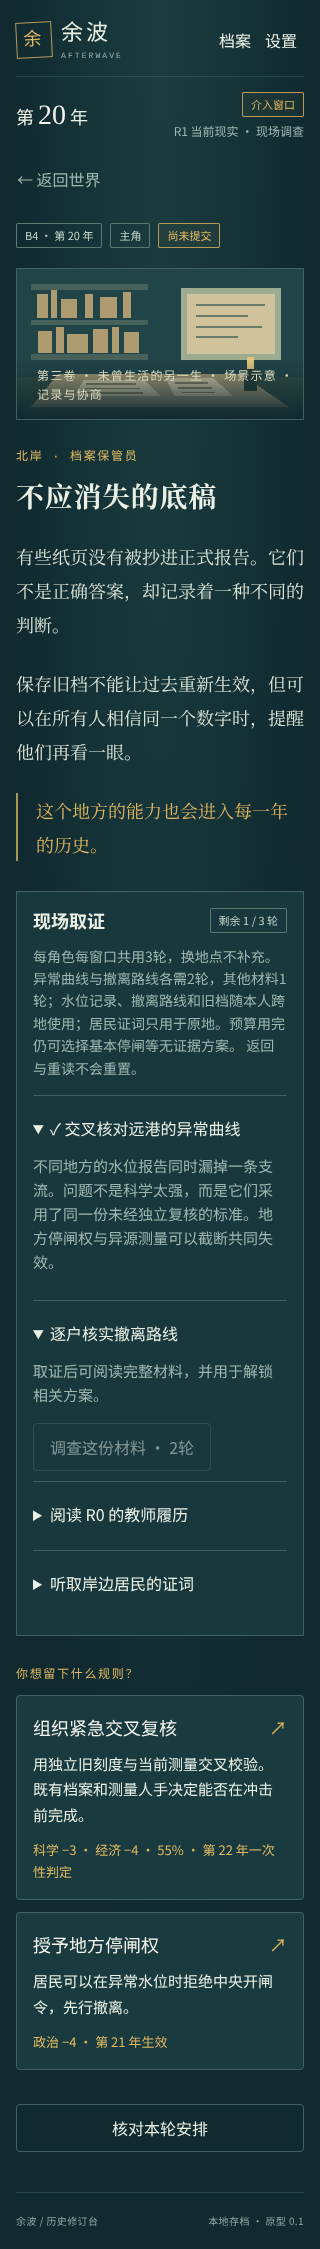 余
余波
AFTERWAVE
档案 设置
第 20 年
介入窗口
R1 当前现实 · 现场调查
← 返回世界
B4 · 第 20 年
主角
尚未提交
第三卷 · 未曾生活的另一生 · 场景示意 ·
记录与协商
北岸 · 档案保管员
不应消失的底稿
有些纸页没有被抄进正式报告。它们
不是正确答案，却记录着一种不同的
判断。
保存旧档不能让过去重新生效，但可
以在所有人相信同一个数字时，提醒
他们再看一眼。
这个地方的能力也会进入每一年
的历史。
现场取证
剩余 1 / 3 轮
每角色每窗口共用3轮，换地点不补充。
异常曲线与撤离路线各需2轮，其他材料1
轮；水位记录、撤离路线和旧档随本人跨
地使用；居民证词只用于原地。预算用完
仍可选择基本停闸等无证据方案。 返回
与重读不会重置。
▼ ✓ 交叉核对远港的异常曲线
不同地方的水位报告同时漏掉一条支
流。问题不是科学太强，而是它们采
用了同一份未经独立复核的标准。地
方停闸权与异源测量可以截断共同失
效。
▼ 逐户核实撤离路线
取证后可阅读完整材料，并用于解锁
相关方案。
调查这份材料 · 2轮
▶ 阅读 R0 的教师履历
▶ 听取岸边居民的证词
你想留下什么规则？
组织紧急交叉复核 ↗
用独立旧刻度与当前测量交叉校验。
既有档案和测量人手决定能否在冲击
前完成。
科学 −3 · 经济 −4 · 55% · 第 22 年一次
性判定
授予地方停闸权 ↗
居民可以在异常水位时拒绝中央开闸
令，先行撤离。
政治 −4 · 第 21 年生效
核对本轮安排
余波 / 历史修订台
本地存档 · 原型 0.1